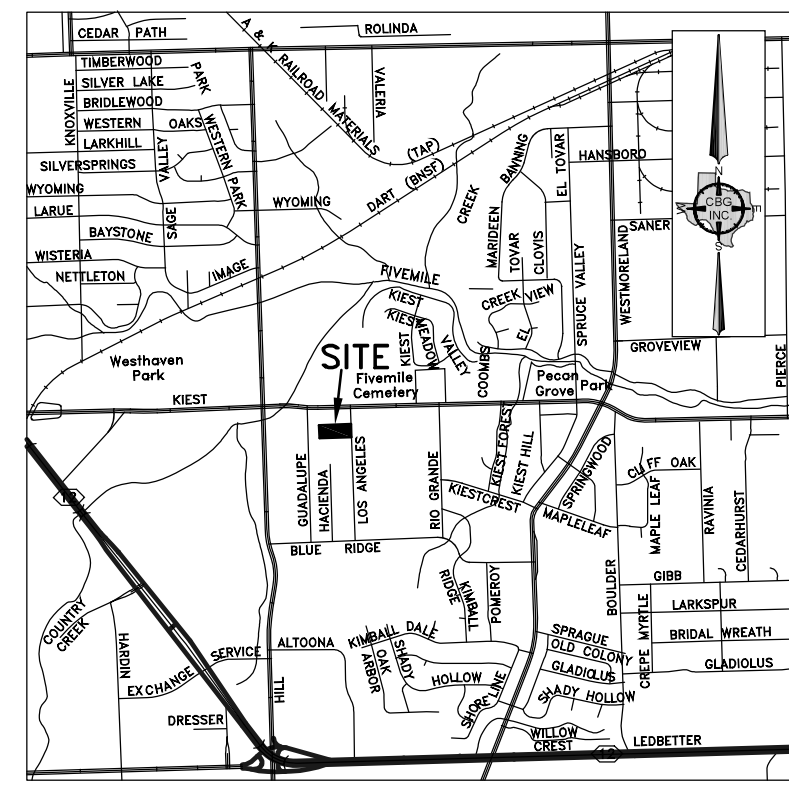 CEDAR PATH
ROLINDA
A & K RAILROAD MATERIALS
TIMBERWOOD
PARK
SILVER LAKE
VALERIA
BRIDLEWOOD
KNOXVILLE
WESTERN OAKS
WESTERN PARK
LARKHILL
VALLEY
SILVERSPRINGS
(TAP)
BANNING
EL TOVAR
HANSBORO
DART (BNSF)
WYOMING
WYOMING
CREEK
LARUE
SAGE
BAYSTONE
MARIDEEN
TOVAR
CLOVIS
SPRUCE VALLEY
WESTMORELAND
SANER
N
CBG
INC.
W
E
S
WISTERIA
NETTLETON
IMAGE
FIVEMILE
KIEST
CREEK VIEW
KIEST
KIEST
MEADOW
VALLEY
COOMBS
EL
GROVEVIEW
PIERCE
Westhaven
Park
SITE
Fivemile
Cemetery
Pecan
Grove
Park
KIEST
GUADALUPE
HACIENDA
LOS ANGELES
RIO GRANDE
KIEST FOREST
KIEST HILL
SPRINGWOOD
CLIFF OAK
KIESTCREST
MAPLELEAF
MAPLE LEAF
RAVINIA
CEDARHURST
BLUE RIDGE
RIDGE
KIMBALL
POMEROY
BOULDER
GIBB
COUNTRY
CREEK
HARDIN
CREPE MYRTLE
LARKSPUR
BRIDAL WREATH
GLADIOLUS
SERVICE
ALTOONA
KIMBALL DALE
SPRAGUE
OLD COLONY
GLADIOLUS
EXCHANGE
ARBOR
OAK
SHADY
HOLLOW
SHADY HOLLOW
SHORE LINE
HILL
DRESSER
WILLOW
CREST
12
LEDBETTER